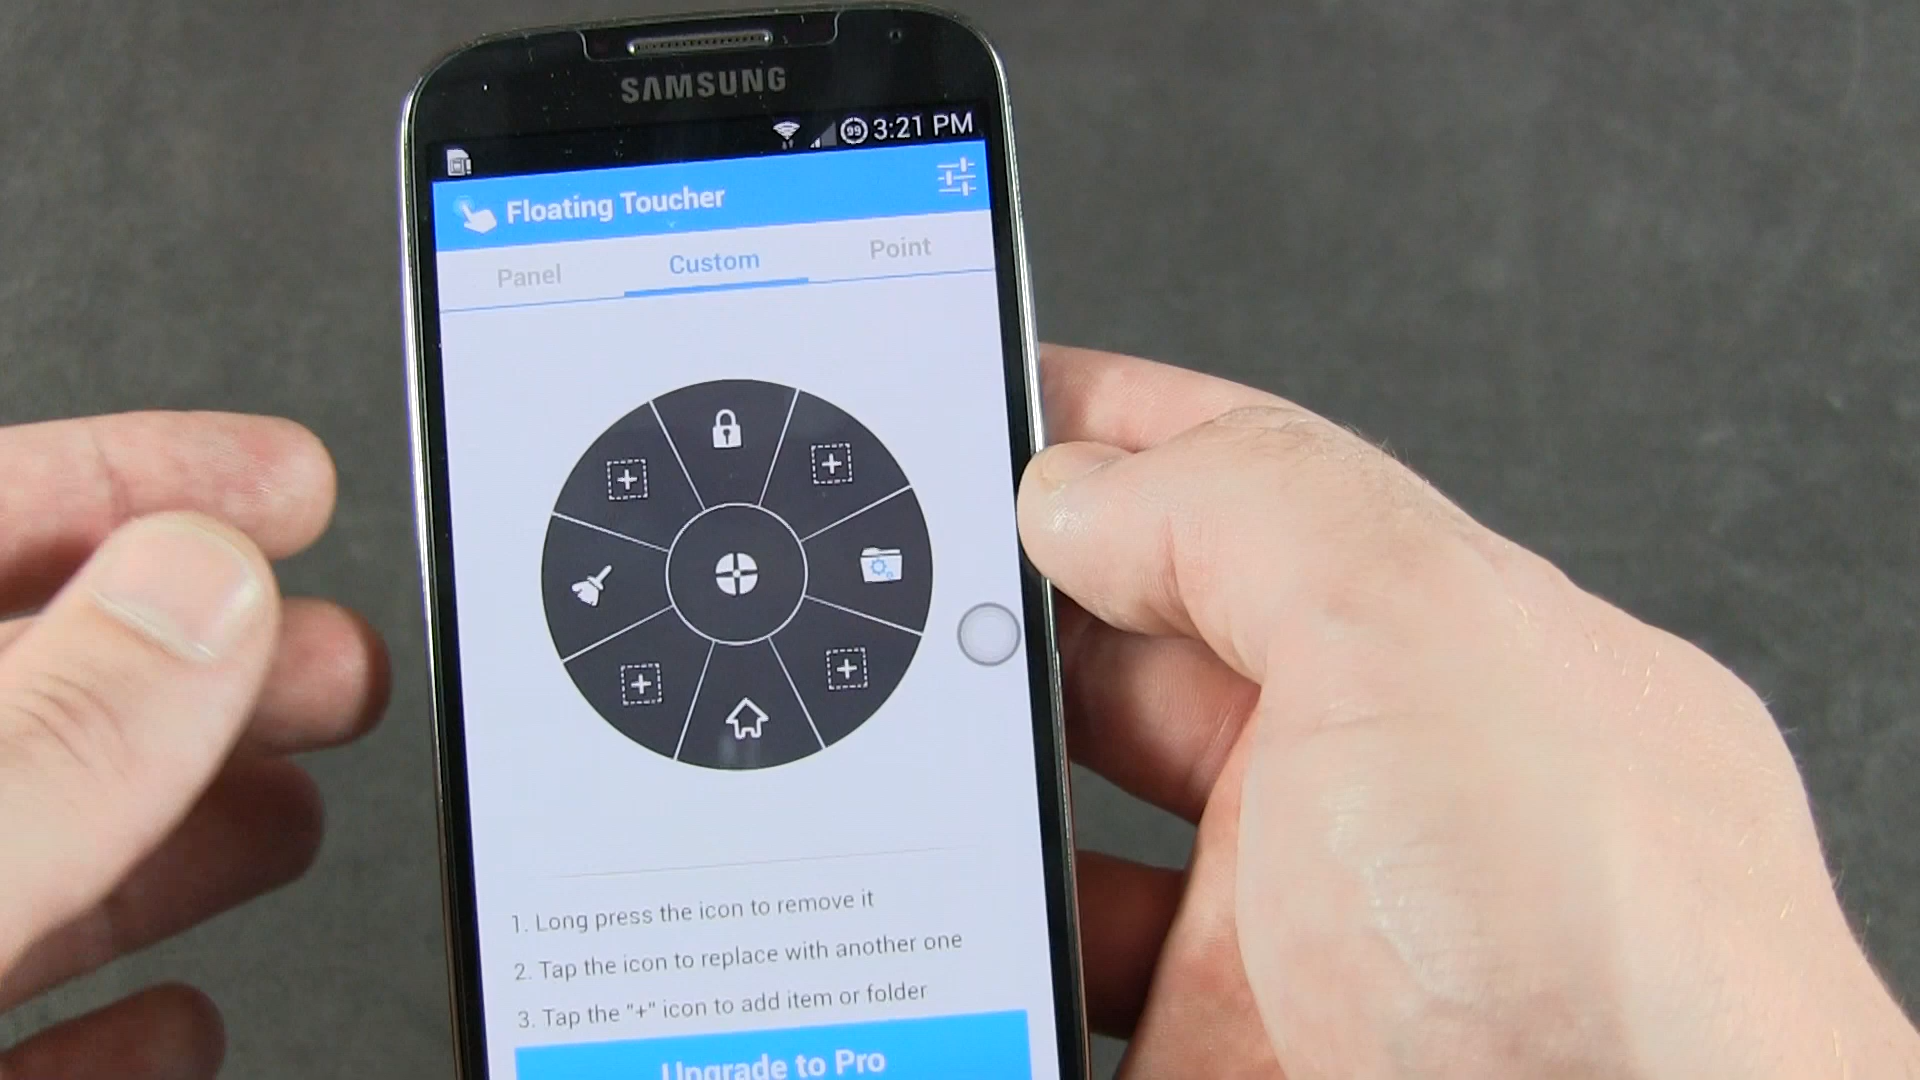 SAMSUNG
99 3:21 PM
Floating Toucher
Panel Custom Point
1. Long press the icon to remove it
2. Tap the icon to replace with another one
3. Tap the "+" icon to add item or folder
Upgrade to Pro